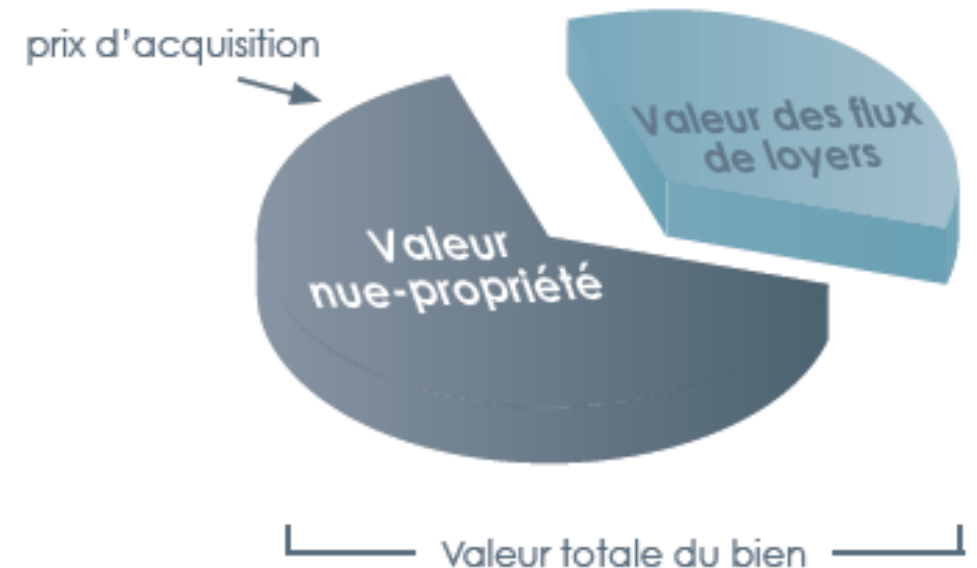 prix d'acquisition
Valeur des flux
de loyers
Valeur
nue-propriété
Valeur totale du bien